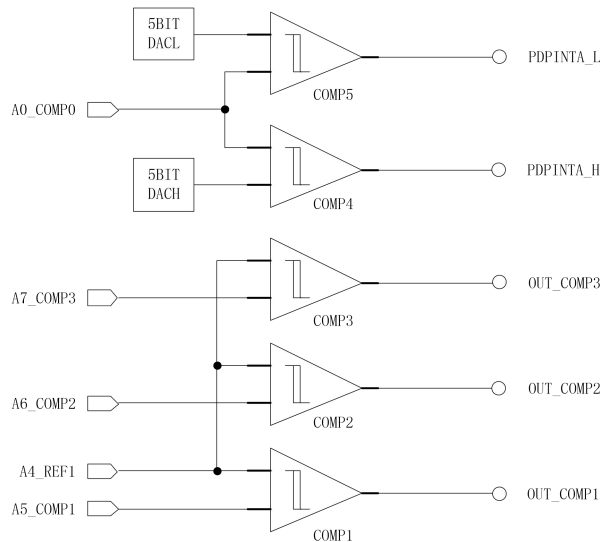 5BIT
DACL
PDPINTA_L
COMP5
A0_COMP0
5BIT
DACH
PDPINTA_H
COMP4
A7_COMP3
OUT_COMP3
COMP3
A6_COMP2
OUT_COMP2
COMP2
A4_REF1
A5_COMP1
OUT_COMP1
COMP1